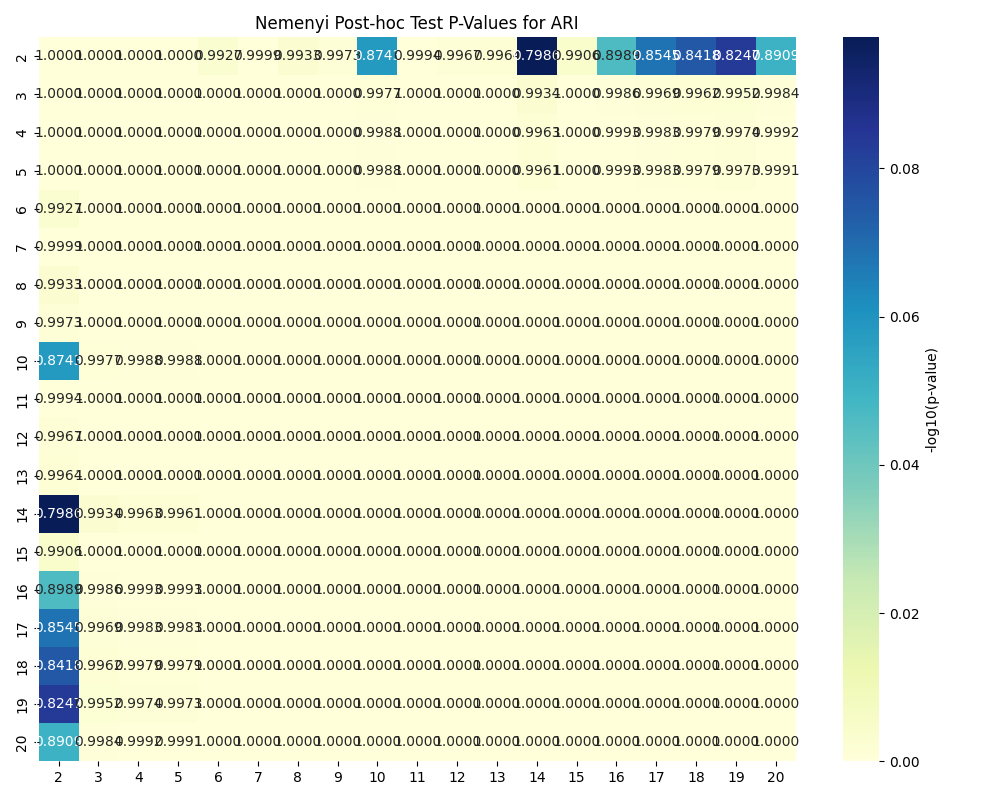 Nemenyi Post-hoc Test P-Values for ARI
2 1.0000 1.0000 1.0000 1.0000 0.9927 0.9999 0.9933 0.9973 0.9994 0.9967 0.9964 0.7986 0.9906 0.8989 0.8545 0.8418 0.8247 0.8909
3 1.0000 1.0000 1.0000 1.0000 1.0000 1.0000 1.0000 1.0000 0.9977 1.0000 1.0000 1.0000 0.9934 1.0000 0.9986 0.9969 0.9962 0.9952 0.9984
4 1.0000 1.0000 1.0000 1.0000 1.0000 1.0000 1.0000 1.0000 0.9988 1.0000 1.0000 1.0000 0.9963 1.0000 0.9993 0.9983 0.9979 0.9974 0.9992
5 1.0000 1.0000 1.0000 1.0000 1.0000 1.0000 1.0000 1.0000 0.9988 1.0000 1.0000 1.0000 0.9961 1.0000 0.9993 0.9983 0.9979 0.9973 0.9991
6 0.9927 1.0000 1.0000 1.0000 1.0000 1.0000 1.0000 1.0000 1.0000 1.0000 1.0000 1.0000 1.0000 1.0000 1.0000 1.0000 1.0000 1.0000 1.0000
7 0.9999 1.0000 1.0000 1.0000 1.0000 1.0000 1.0000 1.0000 1.0000 1.0000 1.0000 1.0000 1.0000 1.0000 1.0000 1.0000 1.0000 1.0000 1.0000
8 0.9933 1.0000 1.0000 1.0000 1.0000 1.0000 1.0000 1.0000 1.0000 1.0000 1.0000 1.0000 1.0000 1.0000 1.0000 1.0000 1.0000 1.0000 1.0000
9 0.9973 1.0000 1.0000 1.0000 1.0000 1.0000 1.0000 1.0000 1.0000 1.0000 1.0000 1.0000 1.0000 1.0000 1.0000 1.0000 1.0000 1.0000 1.0000
10 0.9977 0.9988 0.9988 1.0000 1.0000 1.0000 1.0000 1.0000 1.0000 1.0000 1.0000 1.0000 1.0000 1.0000 1.0000 1.0000 1.0000 1.0000
11 0.9994 1.0000 1.0000 1.0000 1.0000 1.0000 1.0000 1.0000 1.0000 1.0000 1.0000 1.0000 1.0000 1.0000 1.0000 1.0000 1.0000 1.0000 1.0000
12 0.9967 1.0000 1.0000 1.0000 1.0000 1.0000 1.0000 1.0000 1.0000 1.0000 1.0000 1.0000 1.0000 1.0000 1.0000 1.0000 1.0000 1.0000 1.0000
13 0.9964 1.0000 1.0000 1.0000 1.0000 1.0000 1.0000 1.0000 1.0000 1.0000 1.0000 1.0000 1.0000 1.0000 1.0000 1.0000 1.0000 1.0000 1.0000
14 0.7986 0.9934 0.9963 0.9961 1.0000 1.0000 1.0000 1.0000 1.0000 1.0000 1.0000 1.0000 1.0000 1.0000 1.0000 1.0000 1.0000 1.0000 1.0000
15 0.9906 1.0000 1.0000 1.0000 1.0000 1.0000 1.0000 1.0000 1.0000 1.0000 1.0000 1.0000 1.0000 1.0000 1.0000 1.0000 1.0000 1.0000 1.0000
16 0.8989 0.9986 0.9993 0.9993 1.0000 1.0000 1.0000 1.0000 1.0000 1.0000 1.0000 1.0000 1.0000 1.0000 1.0000 1.0000 1.0000 1.0000 1.0000
17 0.8545 0.9969 0.9983 0.9983 1.0000 1.0000 1.0000 1.0000 1.0000 1.0000 1.0000 1.0000 1.0000 1.0000 1.0000 1.0000 1.0000 1.0000 1.0000
18 0.8418 0.9962 0.9979 0.9979 1.0000 1.0000 1.0000 1.0000 1.0000 1.0000 1.0000 1.0000 1.0000 1.0000 1.0000 1.0000 1.0000 1.0000 1.0000
19 0.8247 0.9952 0.9974 0.9973 1.0000 1.0000 1.0000 1.0000 1.0000 1.0000 1.0000 1.0000 1.0000 1.0000 1.0000 1.0000 1.0000 1.0000 1.0000
20 0.8909 0.9984 0.9992 0.9991 1.0000 1.0000 1.0000 1.0000 1.0000 1.0000 1.0000 1.0000 1.0000 1.0000 1.0000 1.0000 1.0000 1.0000 1.0000
2 3 4 5 6 7 8 9 10 11 12 13 14 15 16 17 18 19 20
0.08
0.06
0.04
0.02
0.00
-log10(p-value)